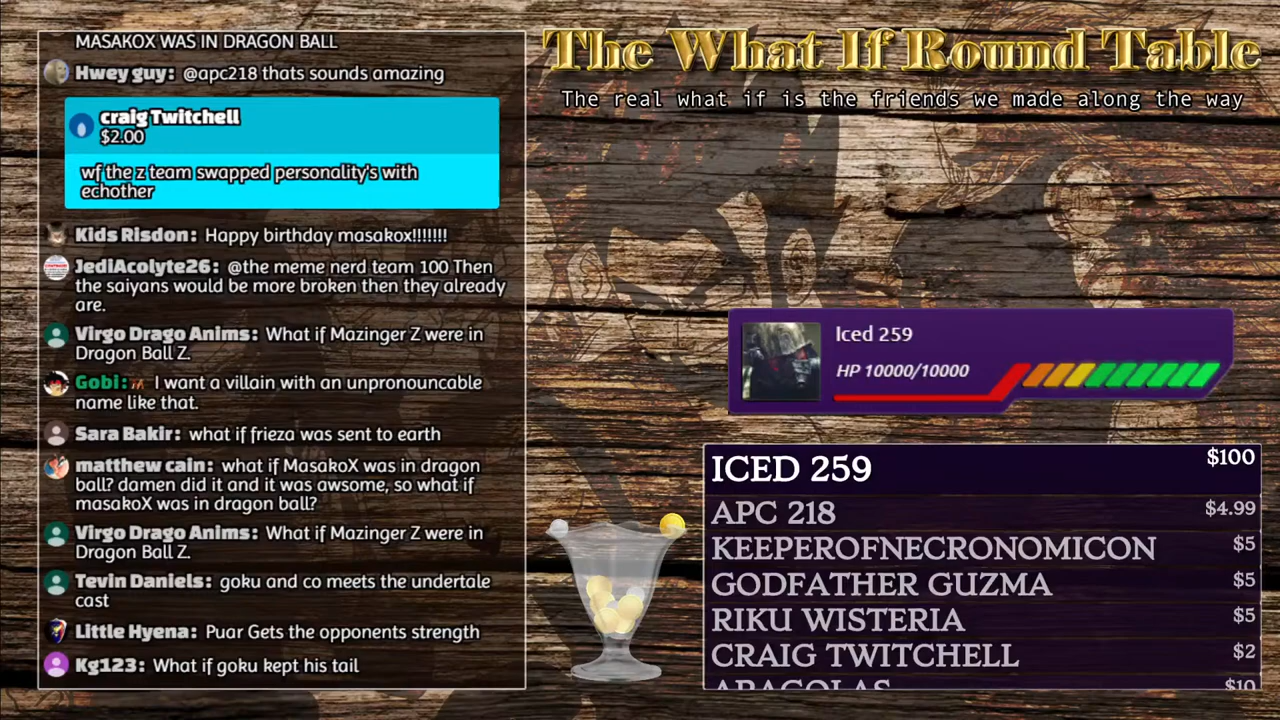 MASAKOX WAS IN DRAGON BALL
Hwey guy: @apc218 thats sounds amazing
craig Twitchell
$2.00
wf the z team swapped personality's with
echother
Kids Risdon: Happy birthday masakox!!!!!!!
JediAcolyte26: @the meme nerd team 100 Then
the saiyans would be more broken then they already
are.
Virgo Drago Anims: What if Mazinger Z were in
Dragon Ball Z.
Gobi: I want a villain with an unpronouncable
name like that.
Sara Bakir: what if frieza was sent to earth
matthew cain: what if MasakoX was in dragon
ball? damen did it and it was awsome, so what if
masakoX was in dragon ball?
Virgo Drago Anims: What if Mazinger Z were in
Dragon Ball Z.
Tevin Daniels: goku and co meets the undertale
cast
Little Hyena: Puar Gets the opponents strength
Kg123: What if goku kept his tail
The What If Round Table
The real what if is the friends we made along the way
Iced 259
HP 10000/10000
ICED 259 $100
APC 218 $4.99
KEEPEROFNECRONOMICON $5
GODFATHER GUZMA $5
RIKU WISTERIA $5
CRAIG TWITCHELL $2
ARAGOLAS $10